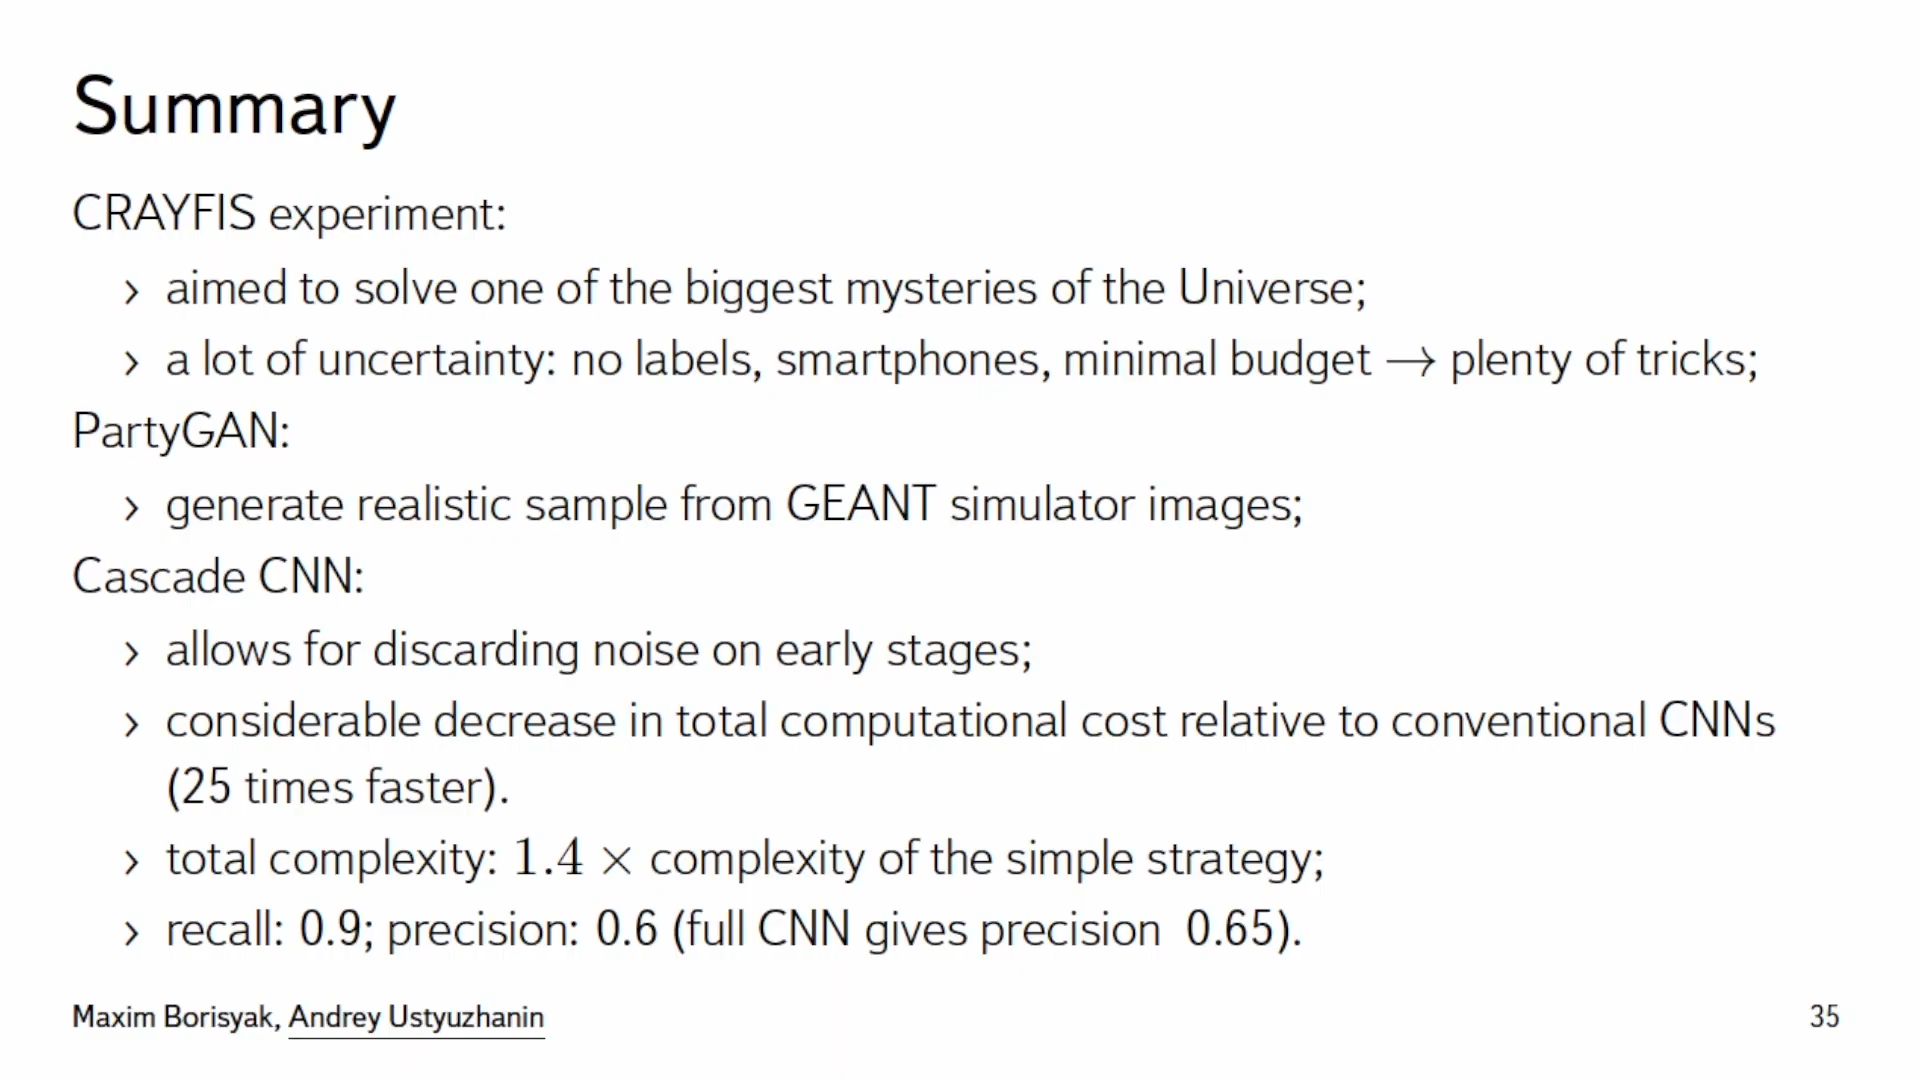 Summary
CRAYFIS experiment:
› aimed to solve one of the biggest mysteries of the Universe;
› a lot of uncertainty: no labels, smartphones, minimal budget → plenty of tricks;
PartyGAN:
› generate realistic sample from GEANT simulator images;
Cascade CNN:
› allows for discarding noise on early stages;
› considerable decrease in total computational cost relative to conventional CNNs
(25 times faster).
› total complexity: 1.4 × complexity of the simple strategy;
› recall: 0.9; precision: 0.6 (full CNN gives precision 0.65).
Maxim Borisyak, Andrey Ustyuzhanin
35